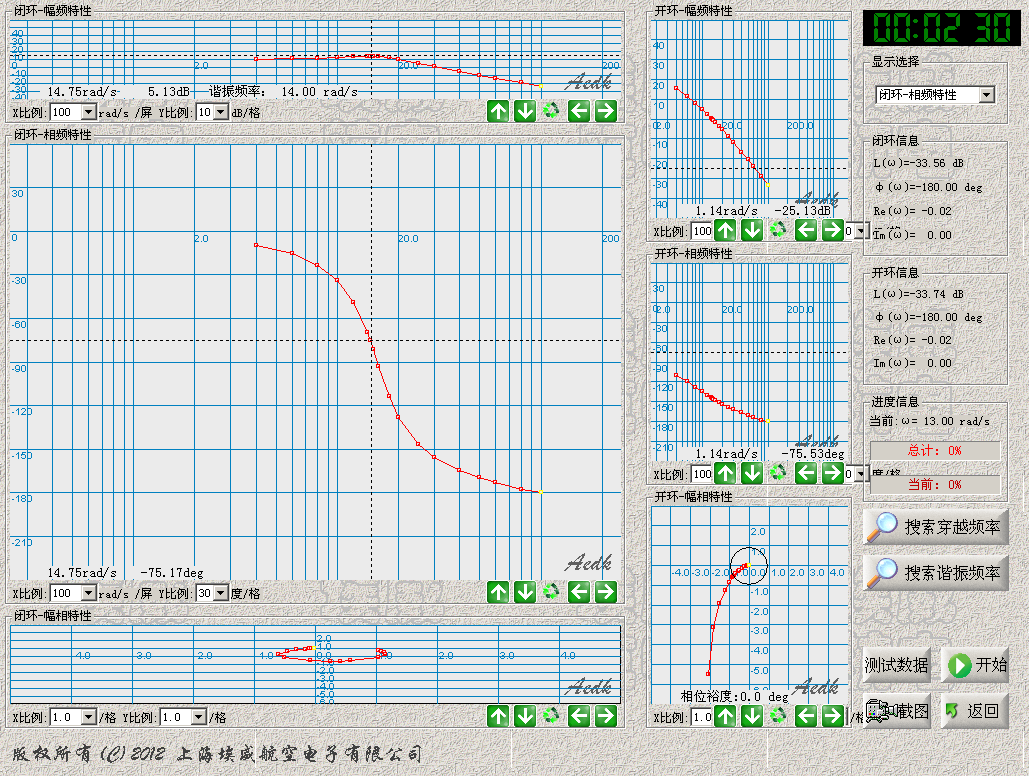 闭环-幅频特性
40
30
20
10
0
-10
-20
-30
2.0
20.0
200
14.75rad/s 5.13dB 谐振频率: 14.00 rad/s
Aedk
X比例: 100 rad/s /屏 Y比例: 10 dB/格
闭环-相频特性
30
0
2.0
20.0
200
-30
-60
-90
-120
-150
-180
-210
14.75rad/s -75.17deg
Aedk
X比例: 100 rad/s /屏 Y比例: 30 度/格
闭环-幅相特性
2.0
1.0
4.0 3.0 2.0 1.0 0.0 1.0 2.0 3.0 4.0
-2.0
-3.0
-4.0
-5.0
Aedk
X比例: 1.0 /格 Y比例: 1.0 /格
开环-幅频特性
40
30
20
10
0 2.0 20.0 200.0
-10
-20
-30
-40
Aedk
1.14rad/s -25.13dB
X比例: 100 0
开环-相频特性
30
0 2.0 20.0 200.0
-30
-60
-90
-120
-150
-180
-210
Aedk
1.14rad/s -75.53deg
X比例: 100 0 度/格
开环-幅相特性
2.0
1.0
-4.0 -3.0 -2.0 -1.0 0.0 1.0 2.0 3.0 4.0
-1.0
-2.0
-3.0
-4.0
-5.0
相位裕度:0.0 deg
Aedk
X比例: 1.0 /格
00:02 30
显示选择
闭环-相频特性
闭环信息
L(ω)=-33.56 dB
φ(ω)=-180.00 deg
Re(ω)= -0.02
Im(ω)= 0.00
开环信息
L(ω)=-33.74 dB
φ(ω)=-180.00 deg
Re(ω)= -0.02
Im(ω)= 0.00
进度信息
当前: ω= 13.00 rad/s
总计: 0%
当前: 0%
搜索穿越频率
搜索谐振频率
测试数据
开始
截图
返回
版权所有(C)2012 上海埃威航空电子有限公司